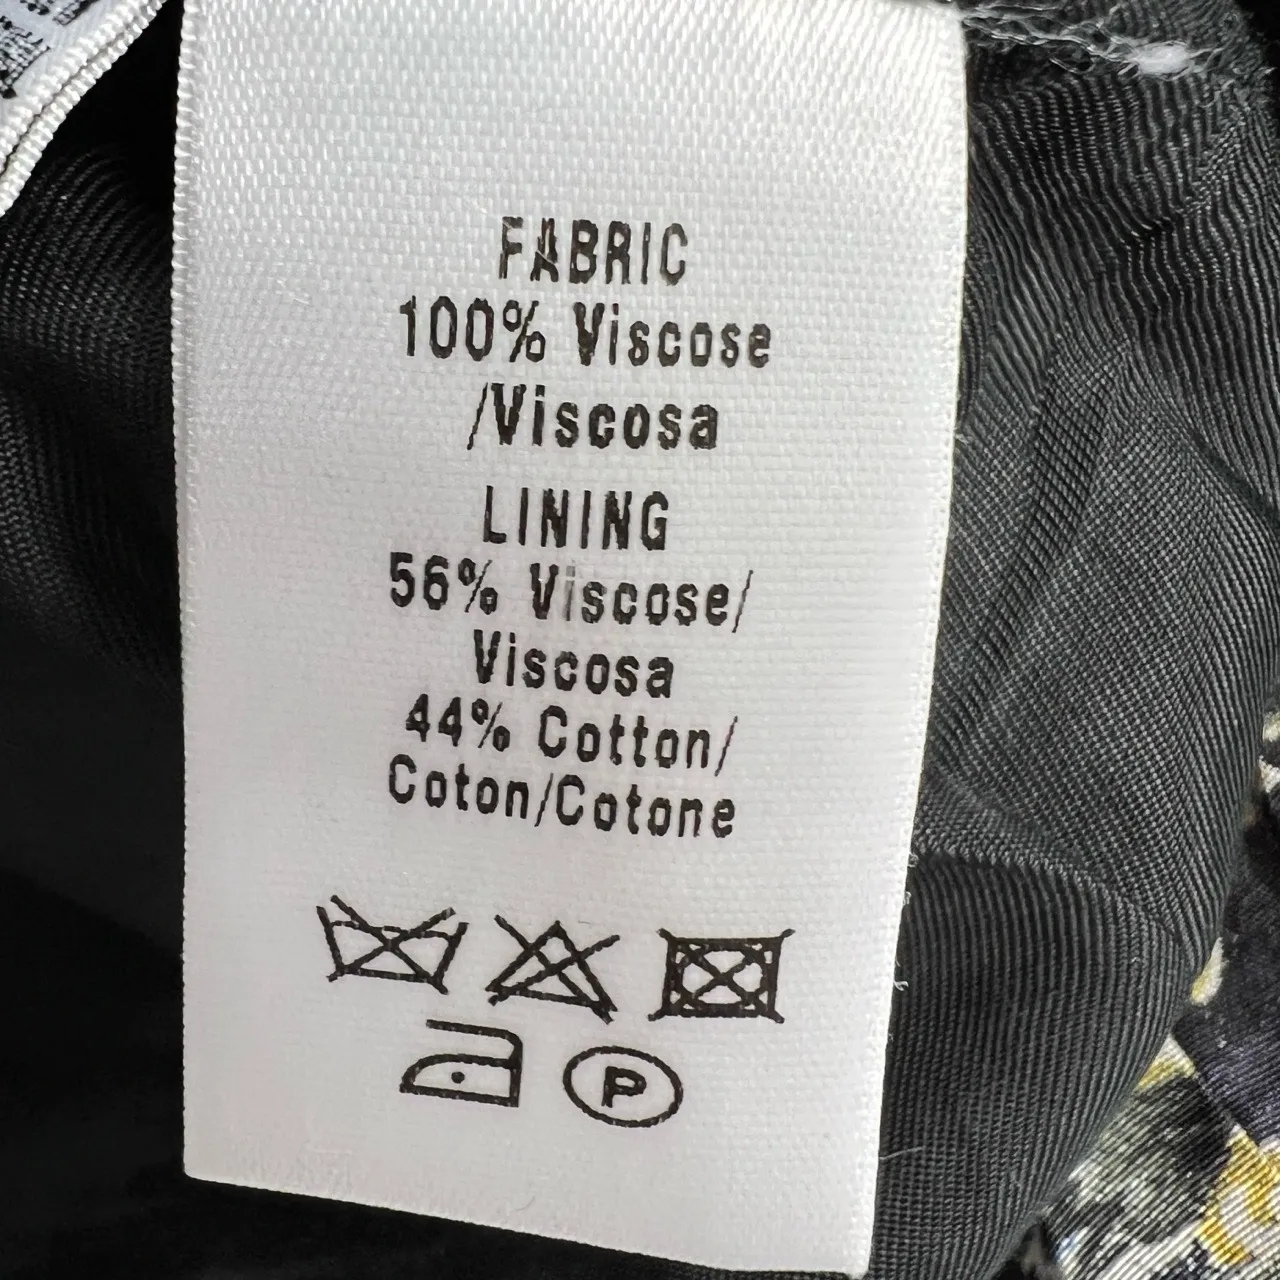 FABRIC
100% Viscose
/Viscosa
LINING
56% Viscose/
Viscosa
44% Cotton/
Coton/Cotone
P